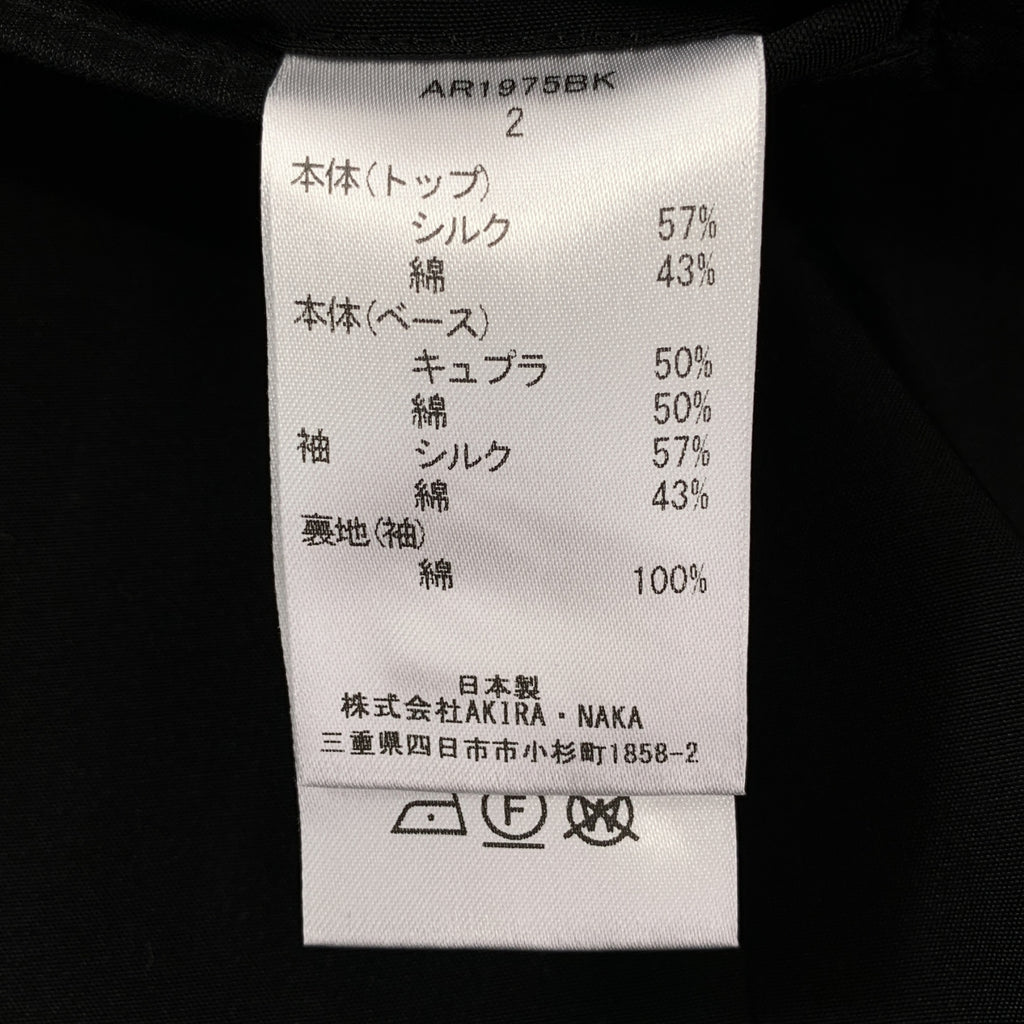 AR1975BK
2
本体(トップ)
シルク 57%
綿 43%
本体(ベース)
キュプラ 50%
綿 50%
袖 シルク 57%
綿 43%
裏地(袖)
綿 100%
日本製
株式会社AKIRA・NAKA
三重県四日市市小杉町1858-2
F W